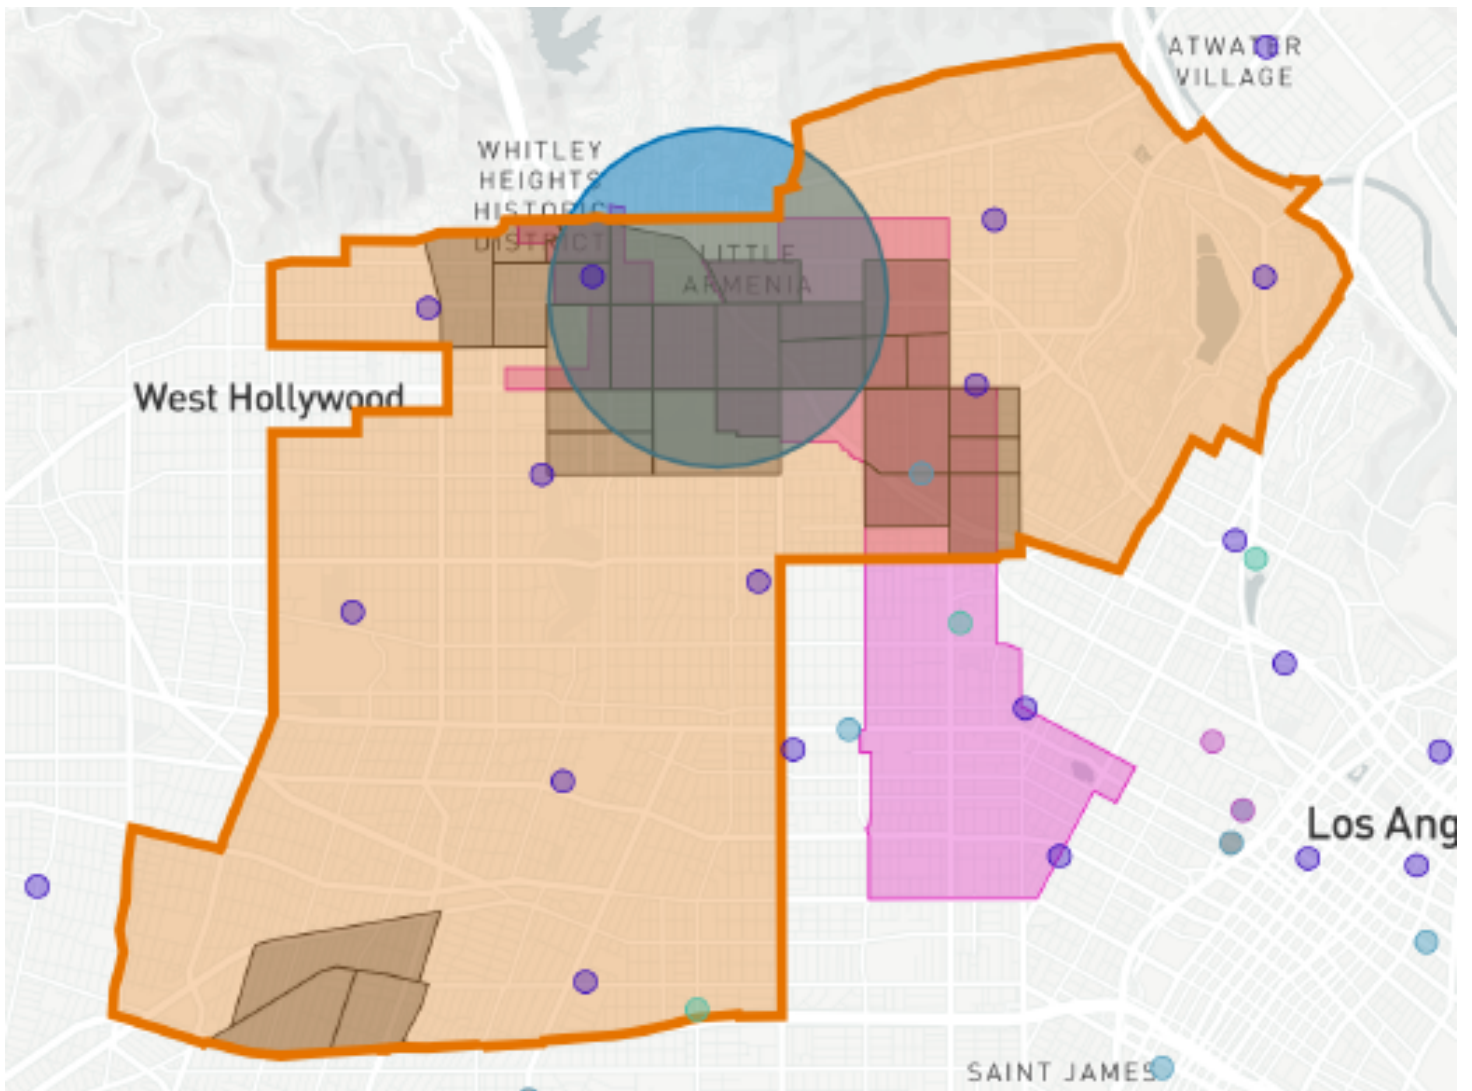 ATWATER
VILLAGE
WHITLEY
HEIGHTS
HISTORIC
DISTRICT
LITTLE
ARMENIA
West Hollywood
Los Ang
SAINT JAMES